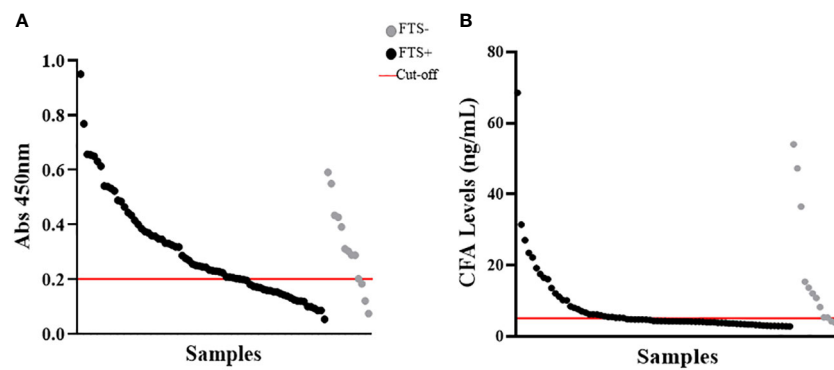 A
FTS-
FTS+
Cut-off
1.0
0.8
0.6
0.4
0.2
0.0
Abs 450nm
Samples
B
80
60
40
20
0
CFA Levels (ng/mL)
Samples